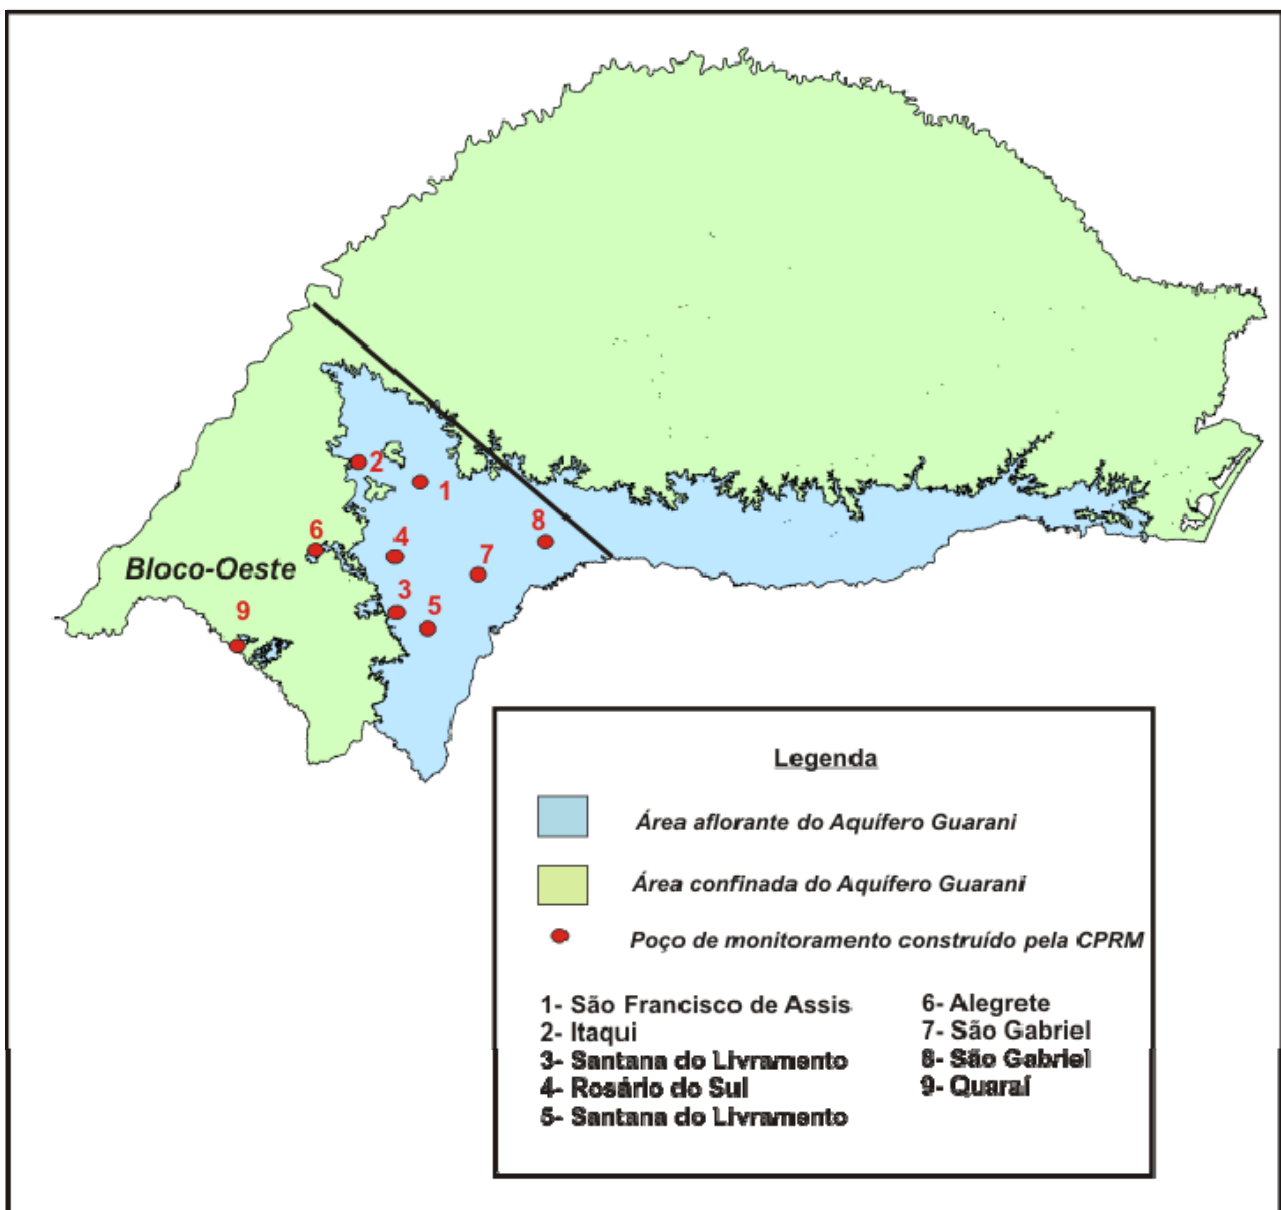 2
1
8
6
4
7
Bloco-Oeste
3
5
9
Legenda
Área aflorante do Aquífero Guarani
Área confinada do Aquífero Guarani
Poço de monitoramento construído pela CPRM
1- São Francisco de Assis
2- Itaqui
3- Santana do Livramento
4- Rosário do Sul
5- Santana do Livramento
6- Alegrete
7- São Gabriel
8- São Gabriel
9- Quaraí